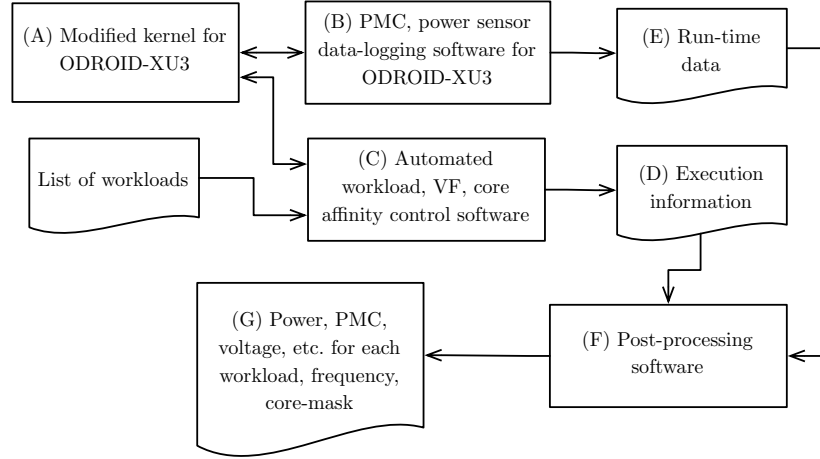 (A) Modified kernel for
ODROID-XU3
(B) PMC, power sensor
data-logging software for
ODROID-XU3
(E) Run-time
data
List of workloads
(C) Automated
workload, VF, core
affinity control software
(D) Execution
information
(G) Power, PMC,
voltage, etc. for each
workload, frequency,
core-mask
(F) Post-processing
software